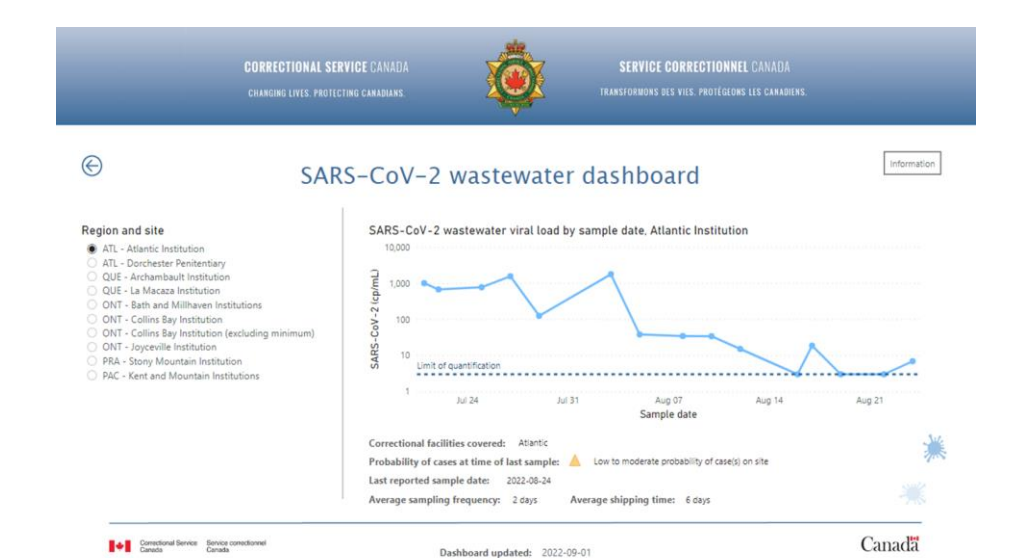 CORRECTIONAL SERVICE CANADA
CHANGING LIVES. PROTECTING CANADIANS.
SERVICE CORRECTIONNEL CANADA
TRANSFORMONS DES VIES. PROTÉGEONS LES CANADIENS.
SARS-CoV-2 wastewater dashboard
Information
Region and site
ATL - Atlantic Institution
ATL - Dorchester Penitentiary
QUE - Archambault Institution
QUE - La Macaza Institution
ONT - Bath and Millhaven Institutions
ONT - Collins Bay Institution
ONT - Collins Bay Institution (excluding minimum)
ONT - Joyceville Institution
PRA - Stony Mountain Institution
PAC - Kent and Mountain Institutions
SARS-CoV-2 wastewater viral load by sample date, Atlantic Institution
SARS-CoV-2 (cp/mL)
10,000
1,000
100
10
1
Limit of quantification
Jul 24 Jul 31 Aug 07 Aug 14 Aug 21
Sample date
Correctional facilities covered: Atlantic
Probability of cases at time of last sample: Low to moderate probability of case(s) on site
Last reported sample date: 2022-08-24
Average sampling frequency: 2 days Average shipping time: 6 days
Correctional Service Service correctionnel
Canada Canada
Dashboard updated: 2022-09-01
Canada